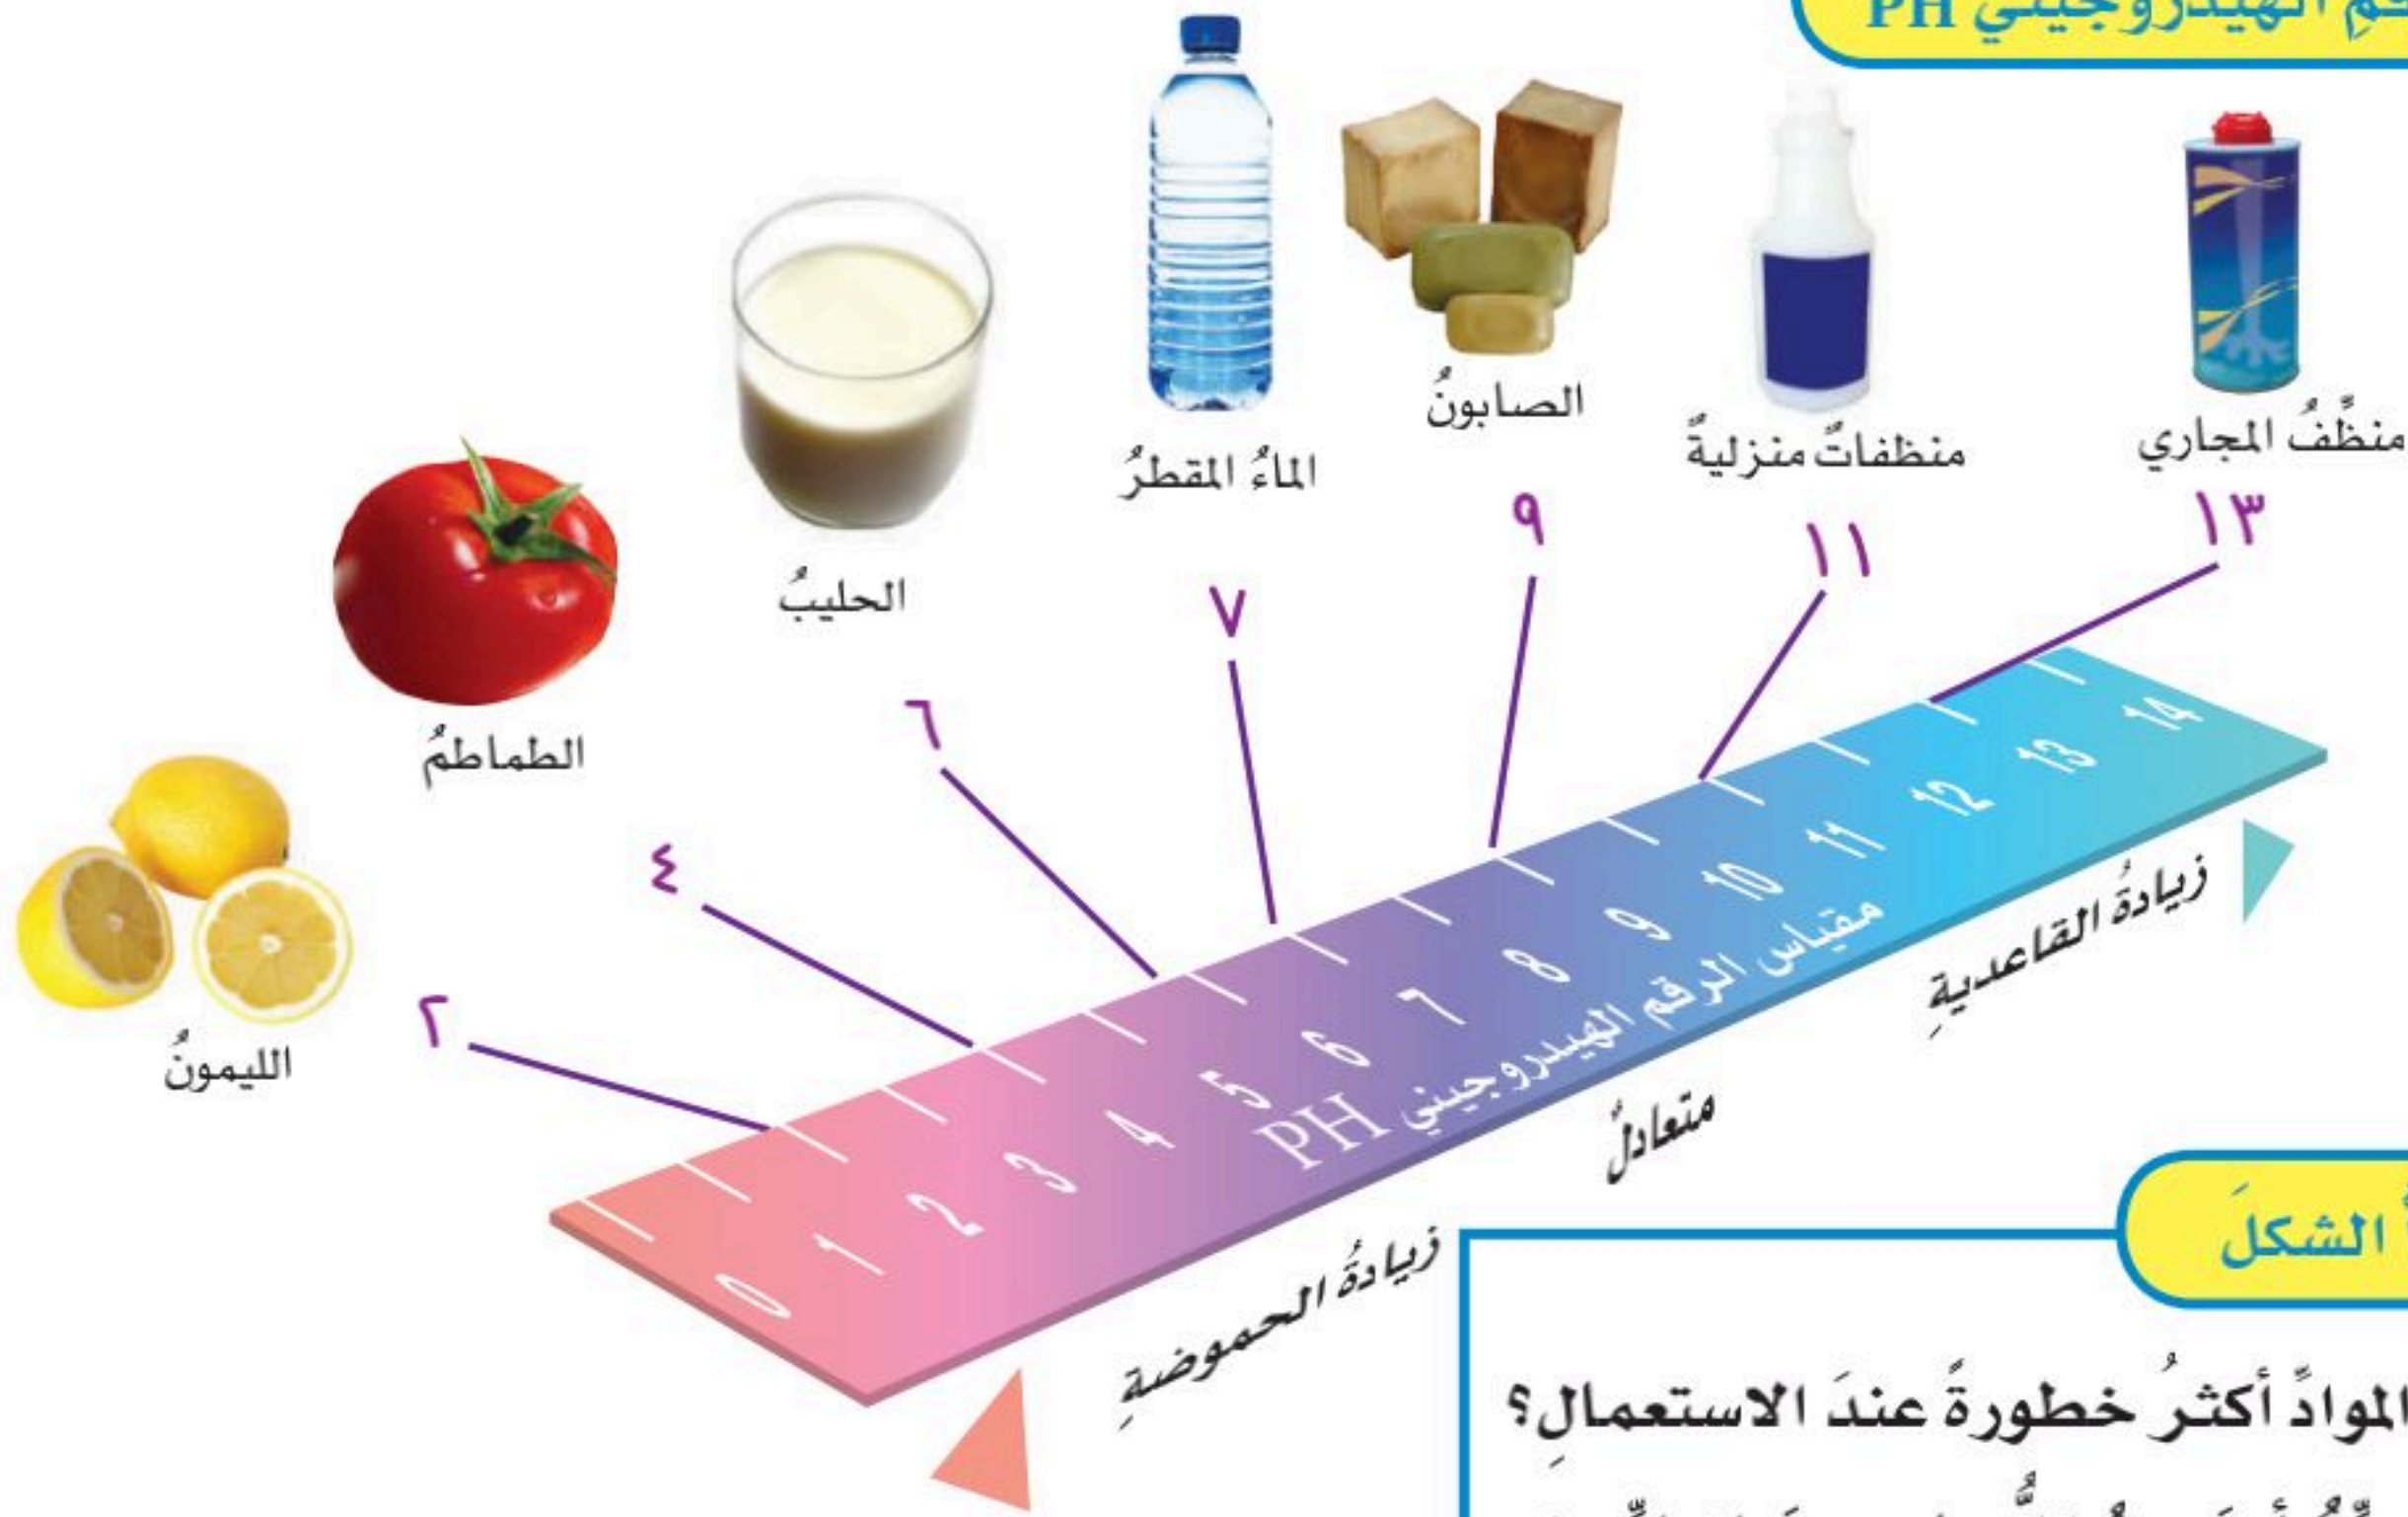 الهيدروجيني PH
منظِّفُ المجاري
١٣
منظفاتٌ منزليةٌ
١١
الصابونُ
٩
الماءُ المقطرُ
٧
الحليبُ
٦
الطماطمُ
٤
الليمونُ
٢
0 1 2 3 4 5 6 7 8 9 10 11 12 13 14
مقياس الرقم الهيدروجيني PH
زيادةُ القاعديةِ
متعادلٌ
زيادةُ الحموضةِ
الشكلَ
الموادِّ أكثرُ خطورةً عندَ الاستعمالِ؟